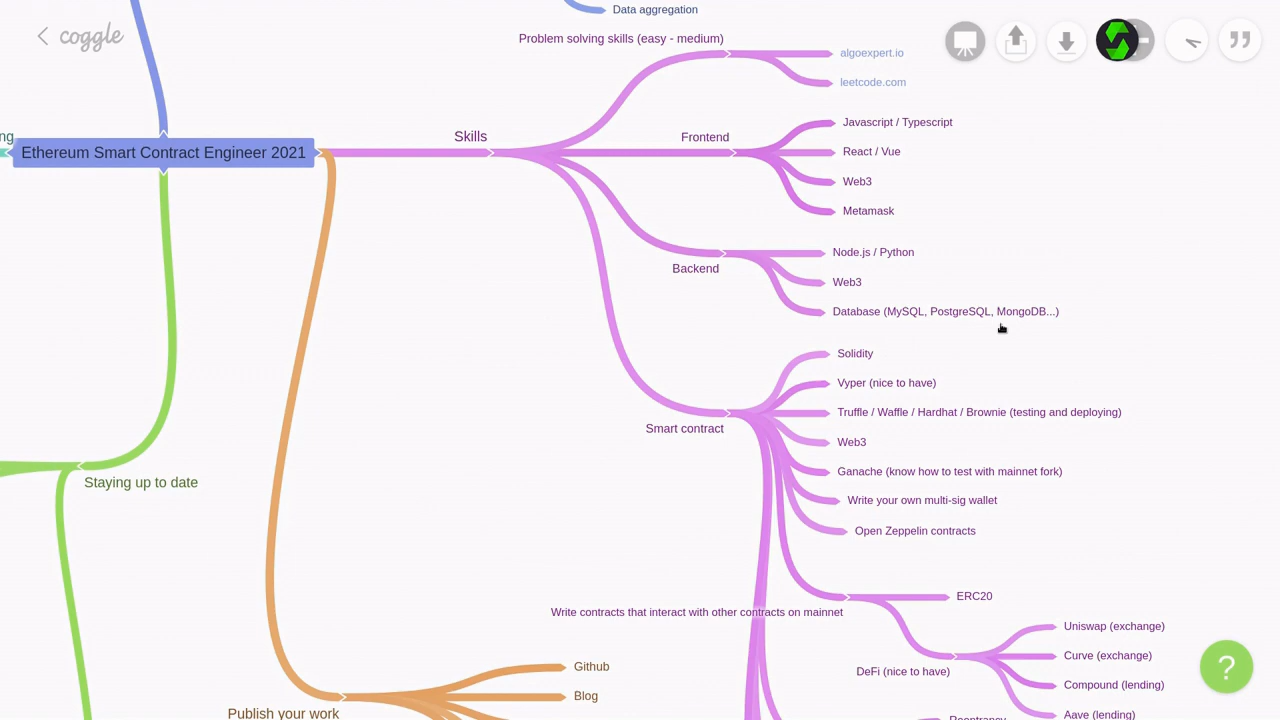 Data aggregation
coggle
Problem solving skills (easy - medium)
algoexpert.io
leetcode.com
ng
Ethereum Smart Contract Engineer 2021
Skills
Frontend
Javascript / Typescript
React / Vue
Web3
Metamask
Backend
Node.js / Python
Web3
Database (MySQL, PostgreSQL, MongoDB...)
Smart contract
Solidity
Vyper (nice to have)
Truffle / Waffle / Hardhat / Brownie (testing and deploying)
Web3
Ganache (know how to test with mainnet fork)
Write your own multi-sig wallet
Open Zeppelin contracts
Staying up to date
Write contracts that interact with other contracts on mainnet
ERC20
DeFi (nice to have)
Uniswap (exchange)
Curve (exchange)
Compound (lending)
Aave (lending)
Reentrancy
Github
Blog
Publish your work
?